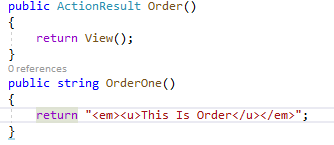 public ActionResult Order()
{
    return View();
}
0 references
public string OrderOne()
{
    return "<em><u>This Is Order</u></em>";
}